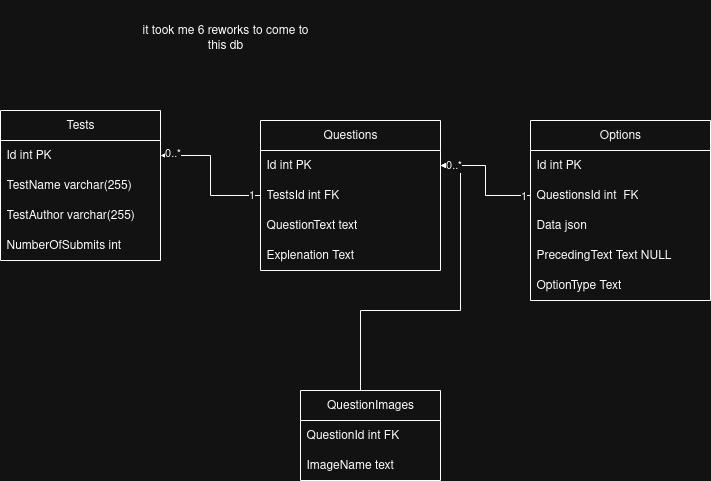 it took me 6 reworks to come to
this db
Tests
Id int PK
TestName varchar(255)
TestAuthor varchar(255)
NumberOfSubmits int
0..*
1
Questions
Id int PK
TestsId int FK
QuestionText text
Explenation Text
0..*
1
Options
Id int PK
QuestionsId int  FK
Data json
PrecedingText Text NULL
OptionType Text
QuestionImages
QuestionId int FK
ImageName text